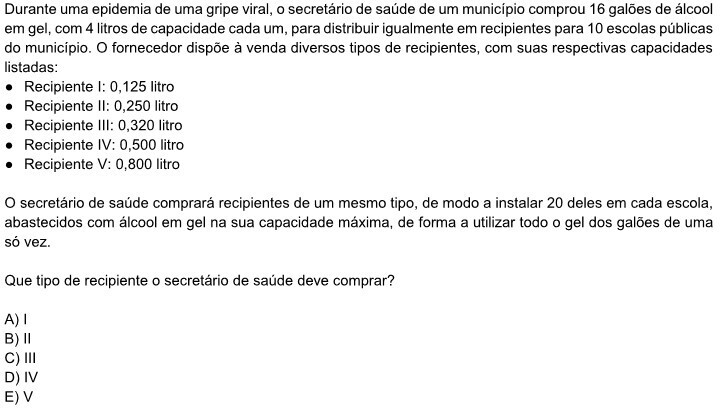 Durante uma epidemia de uma gripe viral, o secretário de saúde de um município comprou 16 galões de álcool
em gel, com 4 litros de capacidade cada um, para distribuir igualmente em recipientes para 10 escolas públicas
do município. O fornecedor dispõe à venda diversos tipos de recipientes, com suas respectivas capacidades
listadas:
● Recipiente I: 0,125 litro
● Recipiente II: 0,250 litro
● Recipiente III: 0,320 litro
● Recipiente IV: 0,500 litro
● Recipiente V: 0,800 litro
O secretário de saúde comprará recipientes de um mesmo tipo, de modo a instalar 20 deles em cada escola,
abastecidos com álcool em gel na sua capacidade máxima, de forma a utilizar todo o gel dos galões de uma
só vez.
Que tipo de recipiente o secretário de saúde deve comprar?
A) I
B) II
C) III
D) IV
E) V